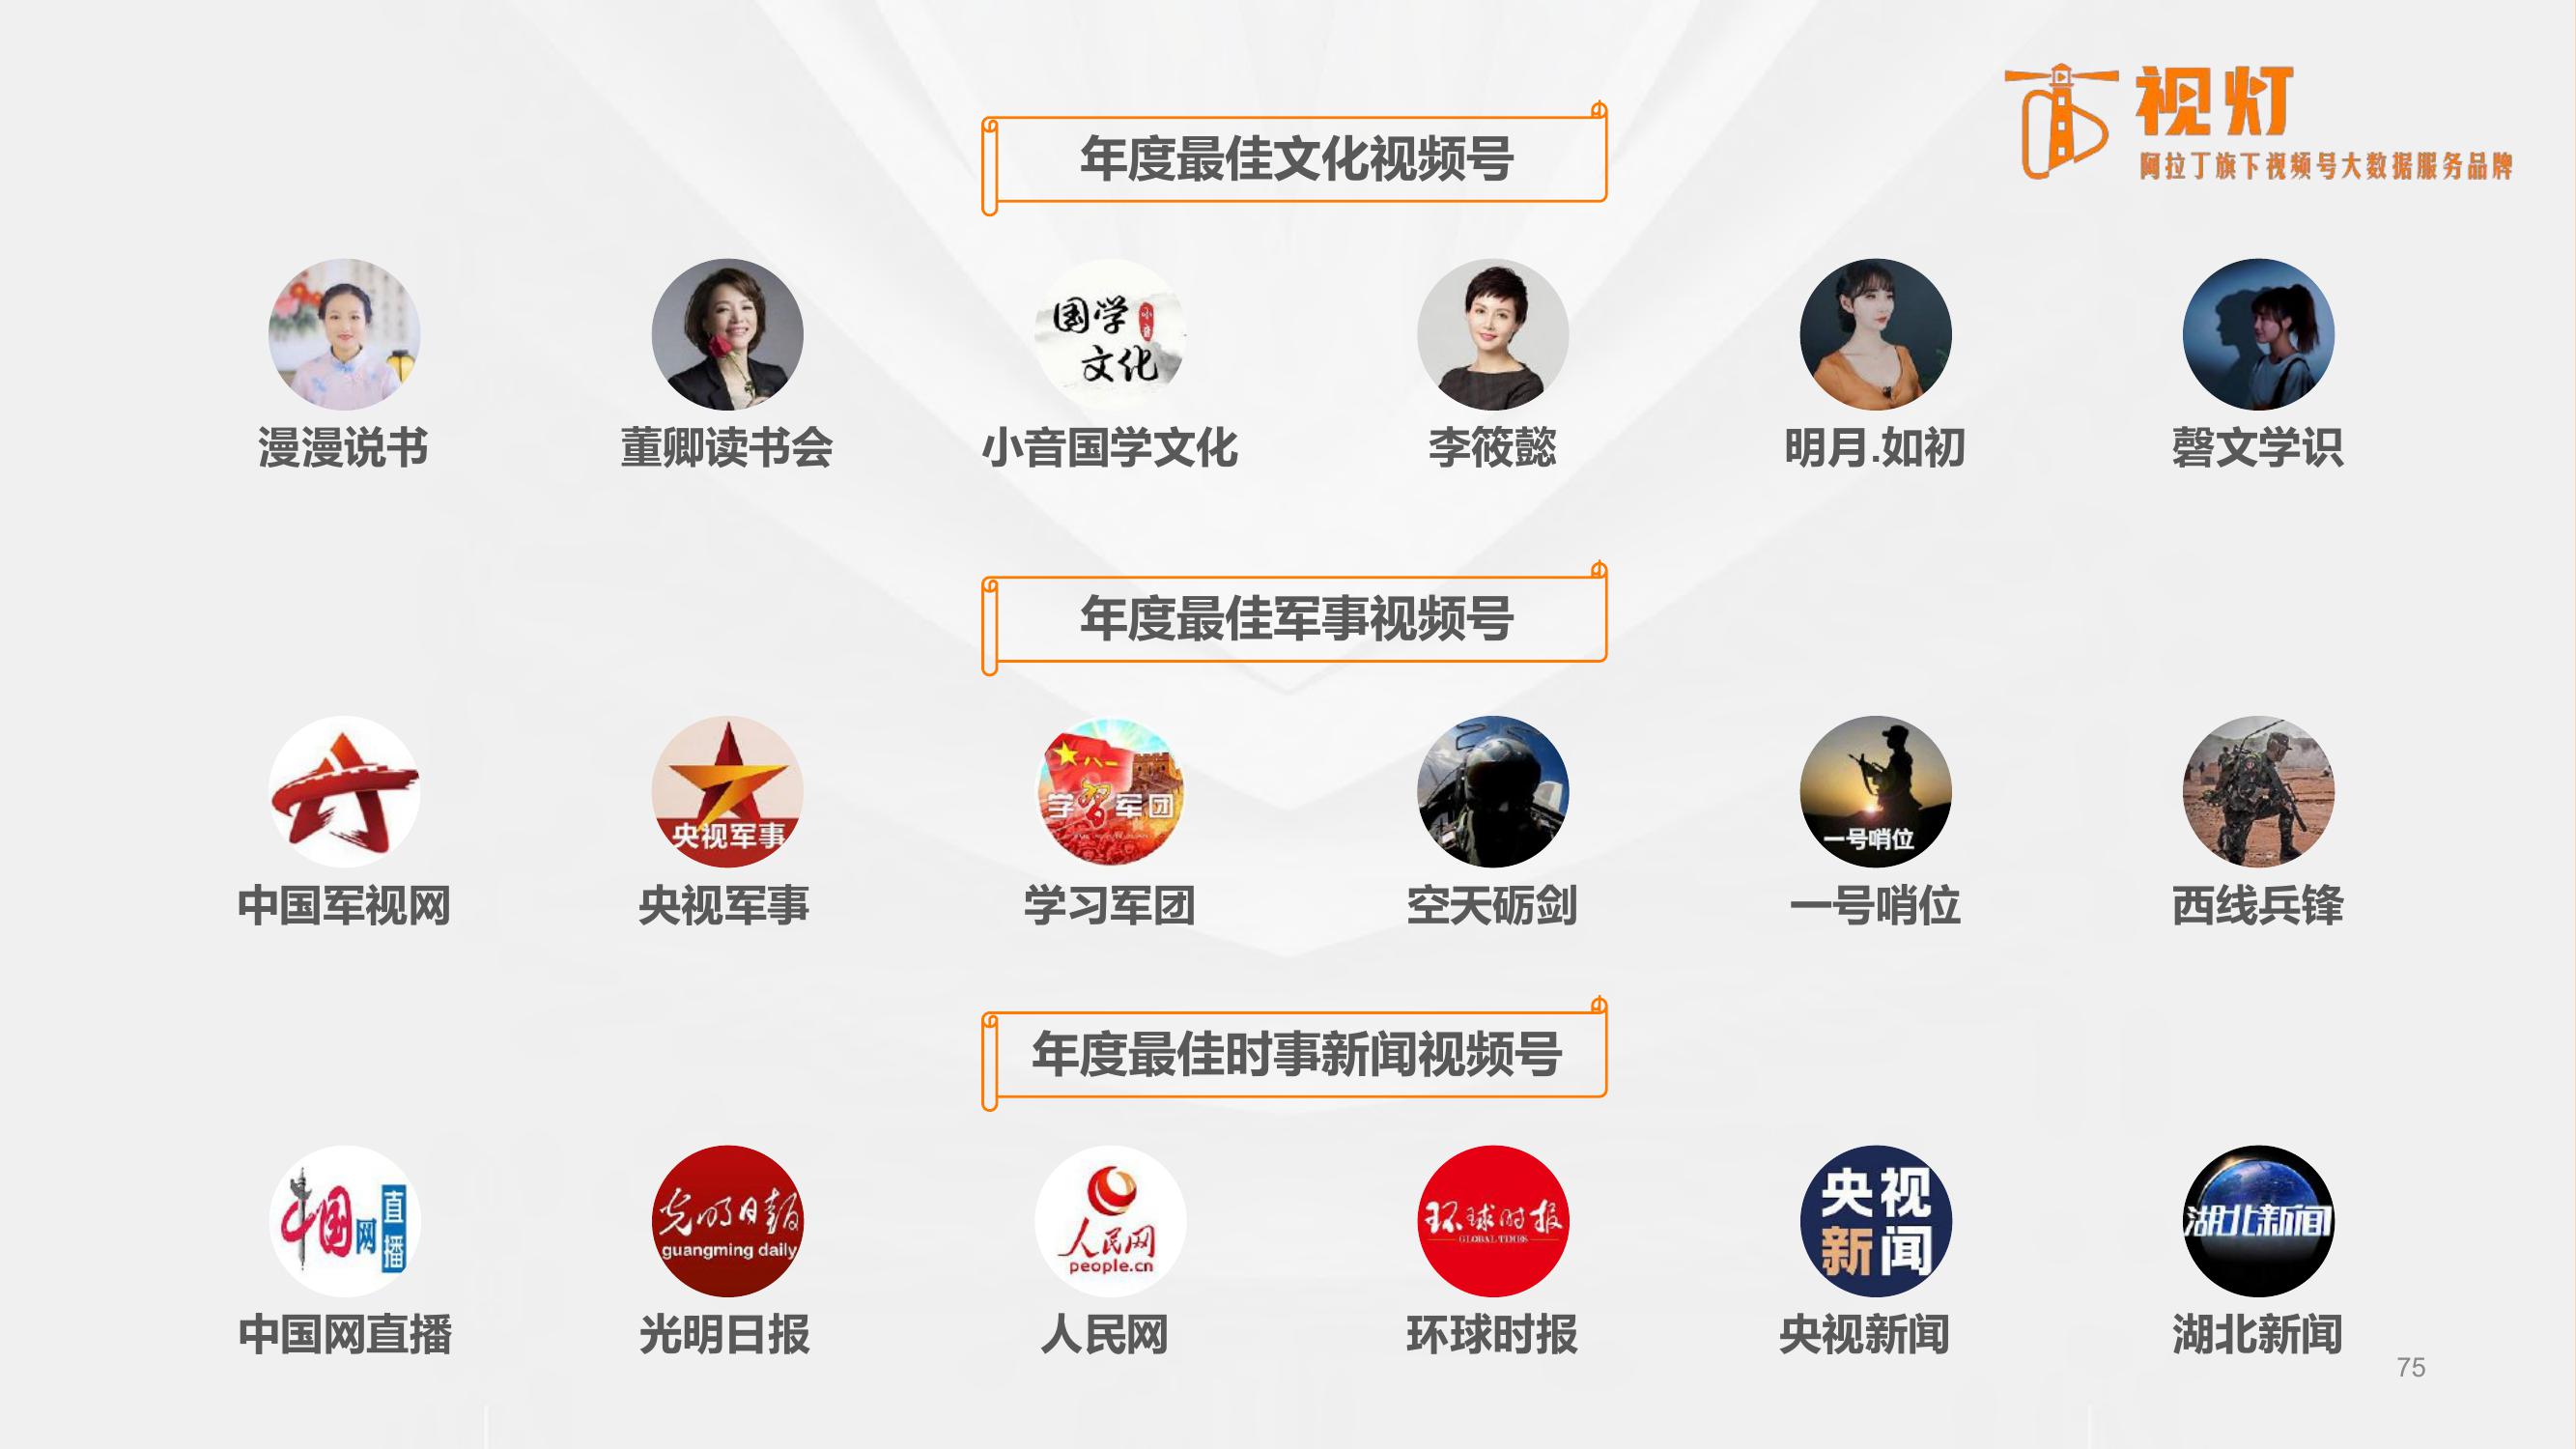 视灯
阿拉丁旗下视频号大数据服务品牌
年度最佳文化视频号
国学
小音
文化
漫漫说书
董卿读书会
小音国学文化
李筱懿
明月.如初
磬文学识
年度最佳军事视频号
央视军事
八一
学习军团
一号哨位
中国军视网
央视军事
学习军团
空天砺剑
一号哨位
西线兵锋
年度最佳时事新闻视频号
中国网直播
光明日报
guangming daily
人民网
people.cn
环球时报
GLOBAL TIMES
央视
新闻
湖北新闻
中国网直播
光明日报
人民网
环球时报
央视新闻
湖北新闻
75